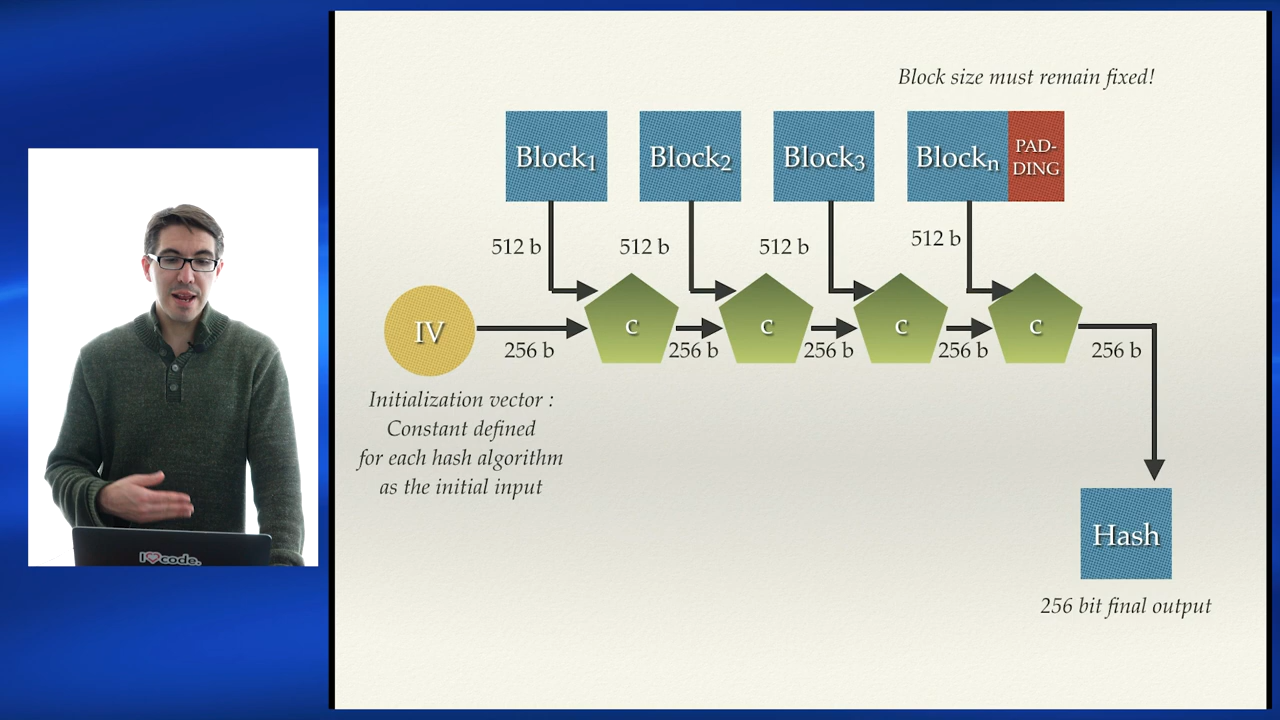 Block size must remain fixed!
Block1
Block2
Block3
Blockn
PAD-
DING
512 b
512 b
512 b
512 b
IV
c
c
c
c
256 b
256 b
256 b
256 b
256 b
Initialization vector :
Constant defined
for each hash algorithm
as the initial input
Hash
256 bit final output
I❤code.